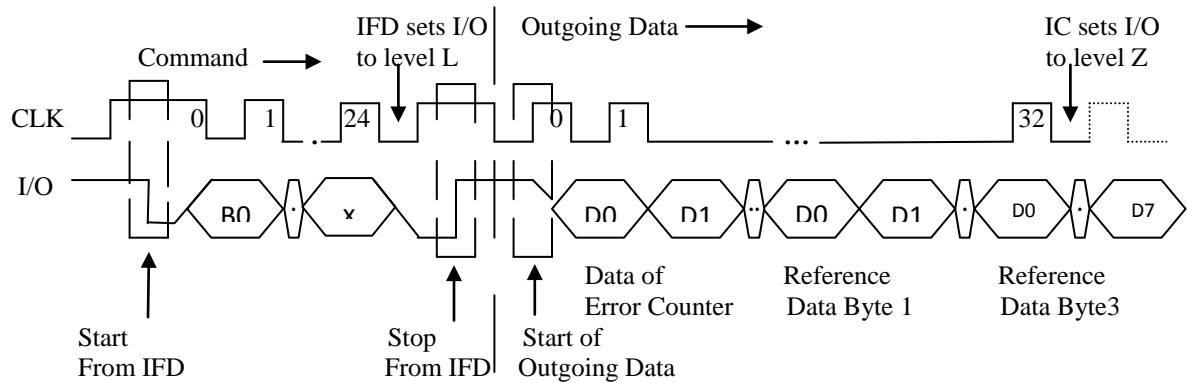 IFD sets I/O
to level L
Outgoing Data
IC sets I/O
to level Z
Command
CLK
0
1
.
24
0
1
...
32
I/O
B0
.
x
D0
D1
..
D0
D1
.
D0
.
D7
Data of
Error Counter
Reference
Data Byte 1
Reference
Data Byte3
Start
From IFD
Stop
From IFD
Start of
Outgoing Data